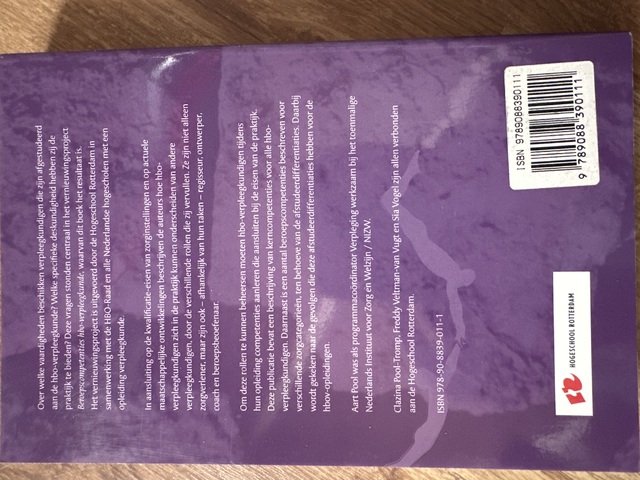 Over welke vaardigheden beschikken verpleegkundigen die zijn afgestudeerd
aan de hbo-verpleegkunde? Welke specifieke deskundigheid hebben zij de
praktijk te bieden? Deze vragen stonden centraal in het vernieuwingsproject
Beroepscompetenties hbo-verpleegkunde, waarvan dit boek het resultaat is.
Het vernieuwingsproject is uitgevoerd door de Hogeschool Rotterdam in
samenwerking met de HBO-Raad en alle Nederlandse hogescholen met een
opleiding verpleegkunde.
In aansluiting op de kwalificatie-eisen van zorginstellingen en op actuele
maatschappelijke ontwikkelingen beschrijven de auteurs hoe hbo-
verpleegkundigen zich in de praktijk kunnen onderscheiden van andere
verpleegkundigen, door de verschillende rollen die zij vervullen. Ze zijn niet alleen
zorgverlener, maar zijn ook – afhankelijk van hun taken – regisseur, ontwerper,
coach en beroepsbeoefenaar.
Om deze rollen te kunnen beheersen moeten hbo-verpleegkundigen tijdens
hun opleiding competenties aanleren die aansluiten bij de eisen van de praktijk.
Deze publicatie bevat een beschrijving van kerncompetenties voor alle hbo-
verpleegkundigen. Daarnaast is een aantal beroepscompetenties beschreven voor
verschillende zorgcategorieën, ten behoeve van de afstudeerdifferentiaties. Daarbij
wordt gekeken naar de gevolgen die deze afstudeerdifferentiaties hebben voor de
hbov-opleidingen.
Aart Pool was als programmacoördinator Verpleging werkzaam bij het toenmalige
Nederlands Instituut voor Zorg en Welzijn / NIZW.
Clazina Pool-Tromp, Freddy Veltman-van Vugt en Sia Vogel zijn allen verbonden
aan de Hogeschool Rotterdam.
ISBN 978-90-8839-011-1
HOGESCHOOL ROTTERDAM
ISBN 9789088390111
9 789088 390111